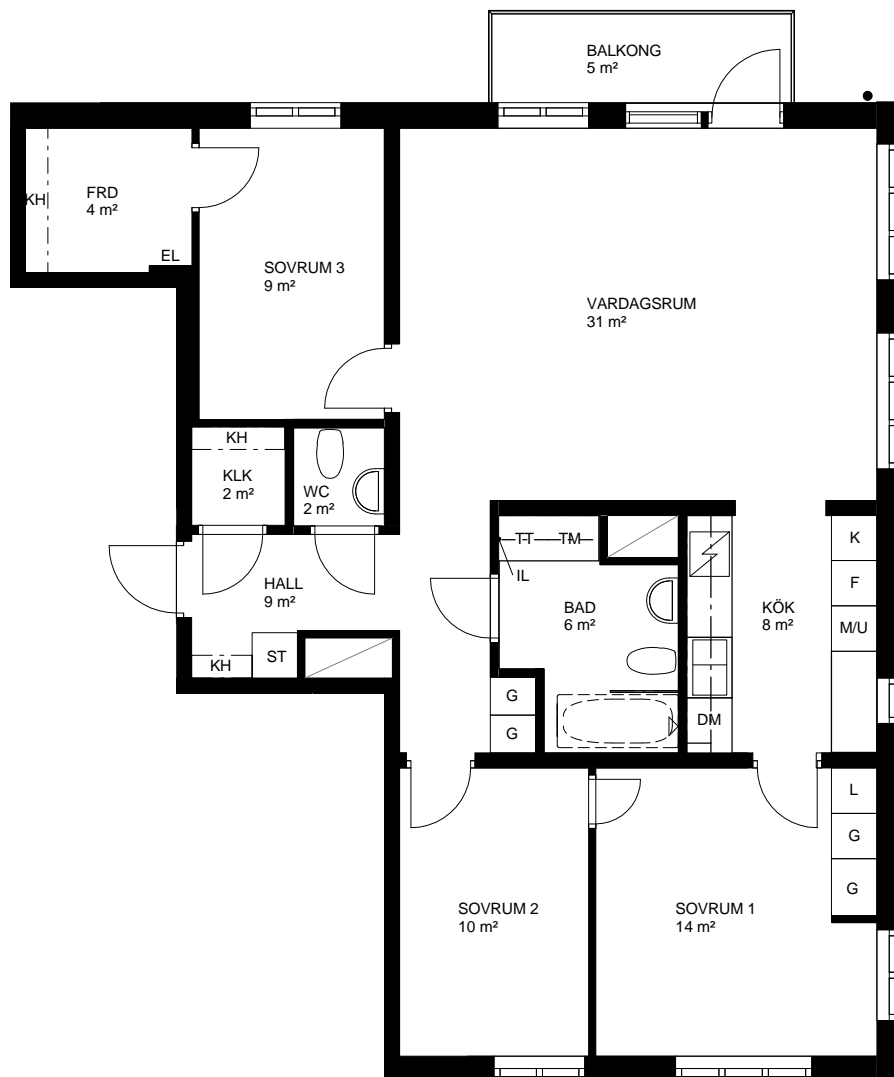 BALKONG
5 m²
FRD
4 m²
KH
EL
SOVRUM 3
9 m²
VARDAGSRUM
31 m²
KH
KLK
2 m²
WC
2 m²
TT
TM
IL
K
F
M/U
HALL
9 m²
BAD
6 m²
KÖK
8 m²
KH
ST
G
G
DM
L
G
G
SOVRUM 2
10 m²
SOVRUM 1
14 m²